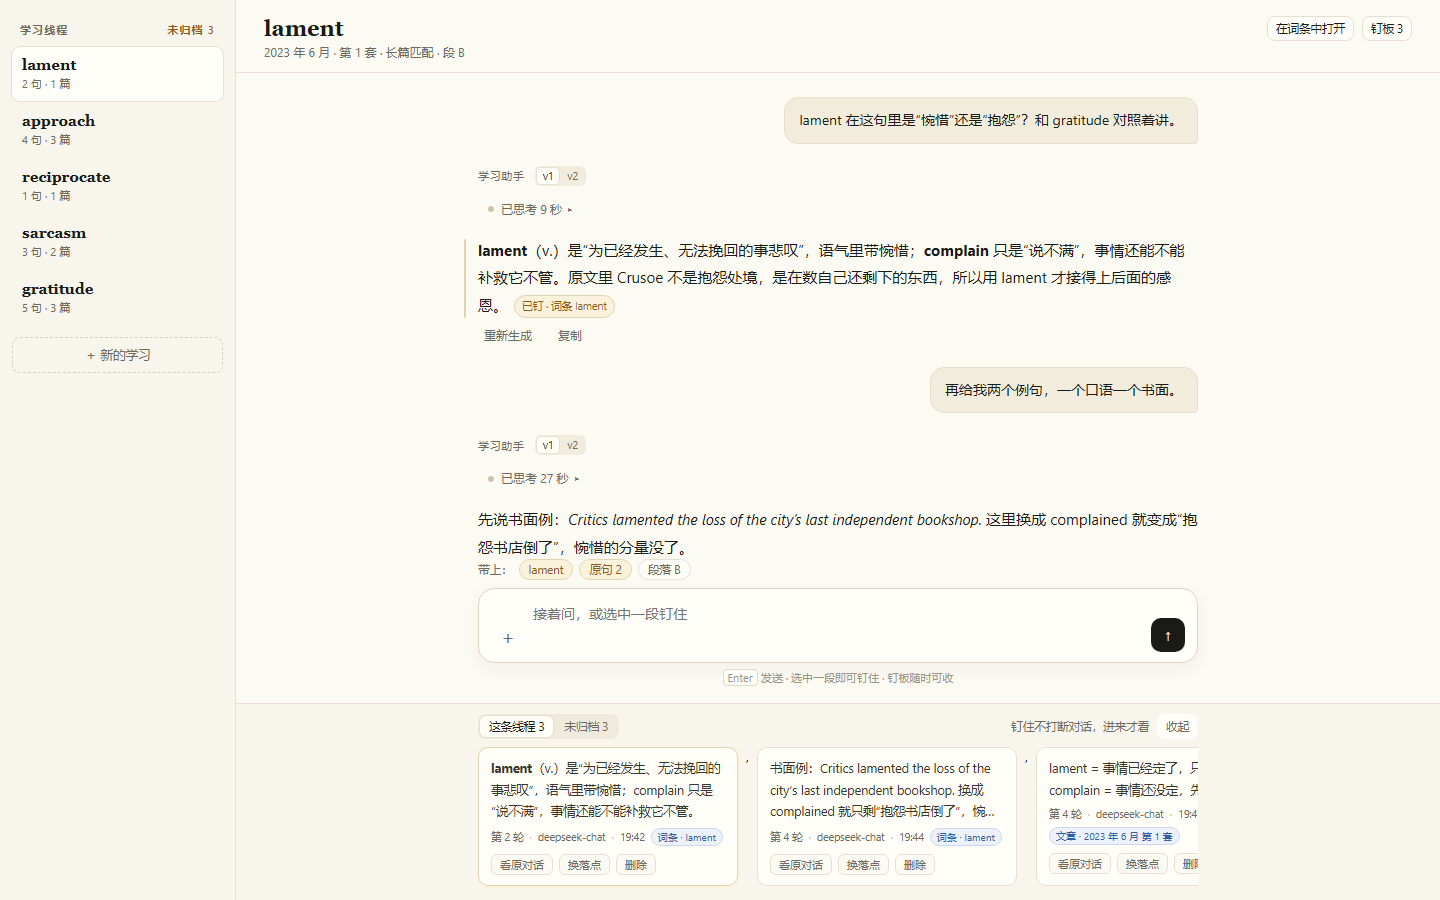 学习线程 未归档 3
lament
2 句 · 1 篇
approach
4 句 · 3 篇
reciprocate
1 句 · 1 篇
sarcasm
3 句 · 2 篇
gratitude
5 句 · 3 篇
+ 新的学习
lament
2023 年 6 月 · 第 1 套 · 长篇匹配 · 段 B
在词条中打开 钉板 3
lament 在这句里是“惋惜”还是“抱怨”？和 gratitude 对照着讲。
学习助手 v1 v2
已思考 9 秒 ▸
lament（v.）是“为已经发生、无法挽回的事悲叹”，语气里带惋惜；complain 只是“说不满”，事情还能不能
补救它不管。原文里 Crusoe 不是抱怨处境，是在数自己还剩下的东西，所以用 lament 才接得上后面的感
恩。 已钉 · 词条 lament
重新生成 复制
再给我两个例句，一个口语一个书面。
学习助手 v1 v2
已思考 27 秒 ▸
先说书面例：Critics lamented the loss of the city’s last independent bookshop. 这里换成 complained 就变成“抱
怨书店倒了”，惋惜的分量没了。
带上： lament 原句 2 段落 B
接着问，或选中一段钉住
+ ↑
Enter 发送 · 选中一段即可钉住 · 钉板随时可收
这条线程 3 未归档 3 钉住不打断对话，进来才看 收起
lament（v.）是“为已经发生、无法挽回的
事悲叹”，语气里带惋惜；complain 只是
“说不满”，事情还能不能补救它不管。
第 2 轮 · deepseek-chat · 19:42 词条 · lament
看原对话 换落点 删除
,
书面例：Critics lamented the loss of the
city’s last independent bookshop. 换成
complained 就只剩“抱怨书店倒了”，惋...
第 4 轮 · deepseek-chat · 19:44 词条 · lament
看原对话 换落点 删除
,
lament = 事情已经定了，只
complain = 事情还没定，先
第 4 轮 · deepseek-chat · 19:4
文章 · 2023 年 6 月 第 1 套
看原对话 换落点